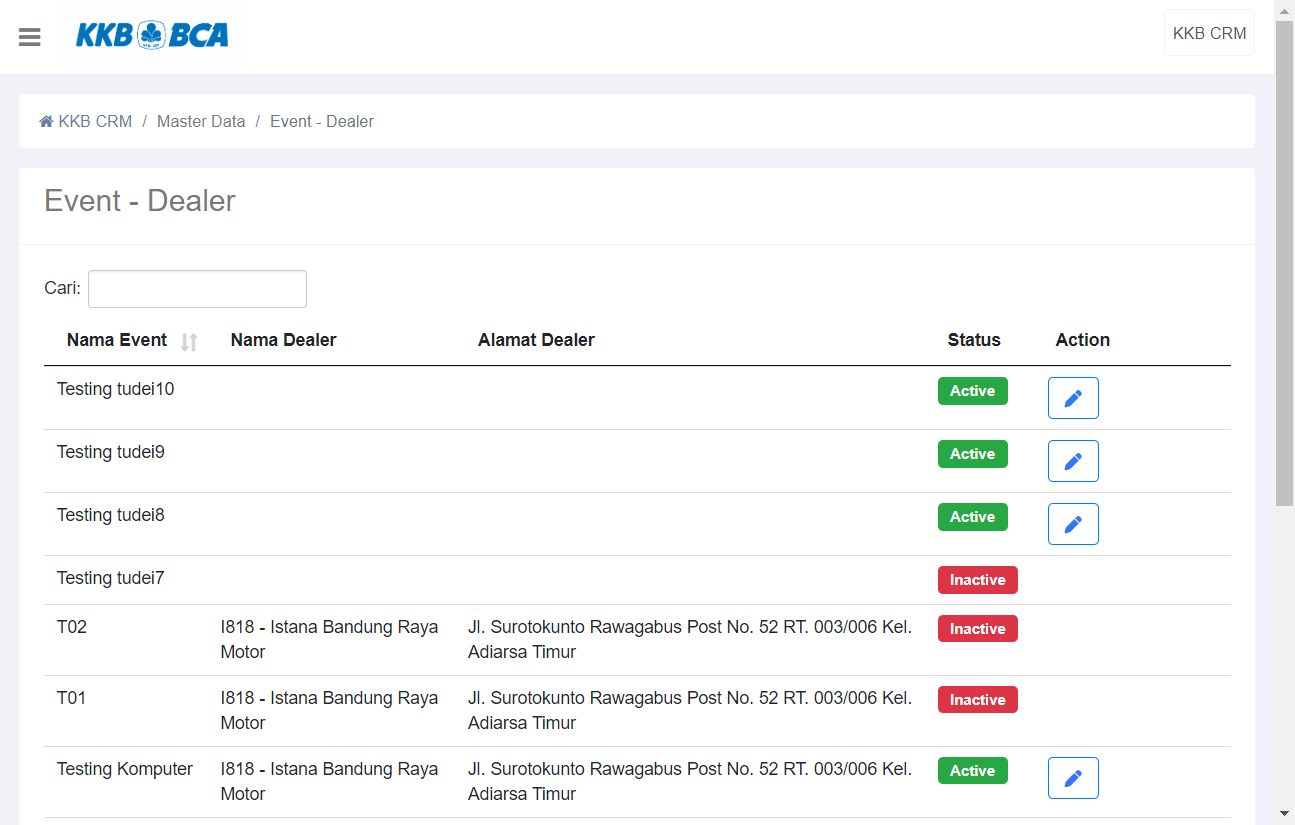 KKB BCA
KKB CRM
KKB CRM / Master Data / Event - Dealer
Event - Dealer
Cari:
Nama Event Nama Dealer Alamat Dealer Status Action
Testing tudei10 Active
Testing tudei9 Active
Testing tudei8 Active
Testing tudei7 Inactive
T02 I818 - Istana Bandung Raya Jl. Surotokunto Rawagabus Post No. 52 RT. 003/006 Kel. Inactive
Motor Adiarsa Timur
T01 I818 - Istana Bandung Raya Jl. Surotokunto Rawagabus Post No. 52 RT. 003/006 Kel. Inactive
Motor Adiarsa Timur
Testing Komputer I818 - Istana Bandung Raya Jl. Surotokunto Rawagabus Post No. 52 RT. 003/006 Kel. Active
Motor Adiarsa Timur